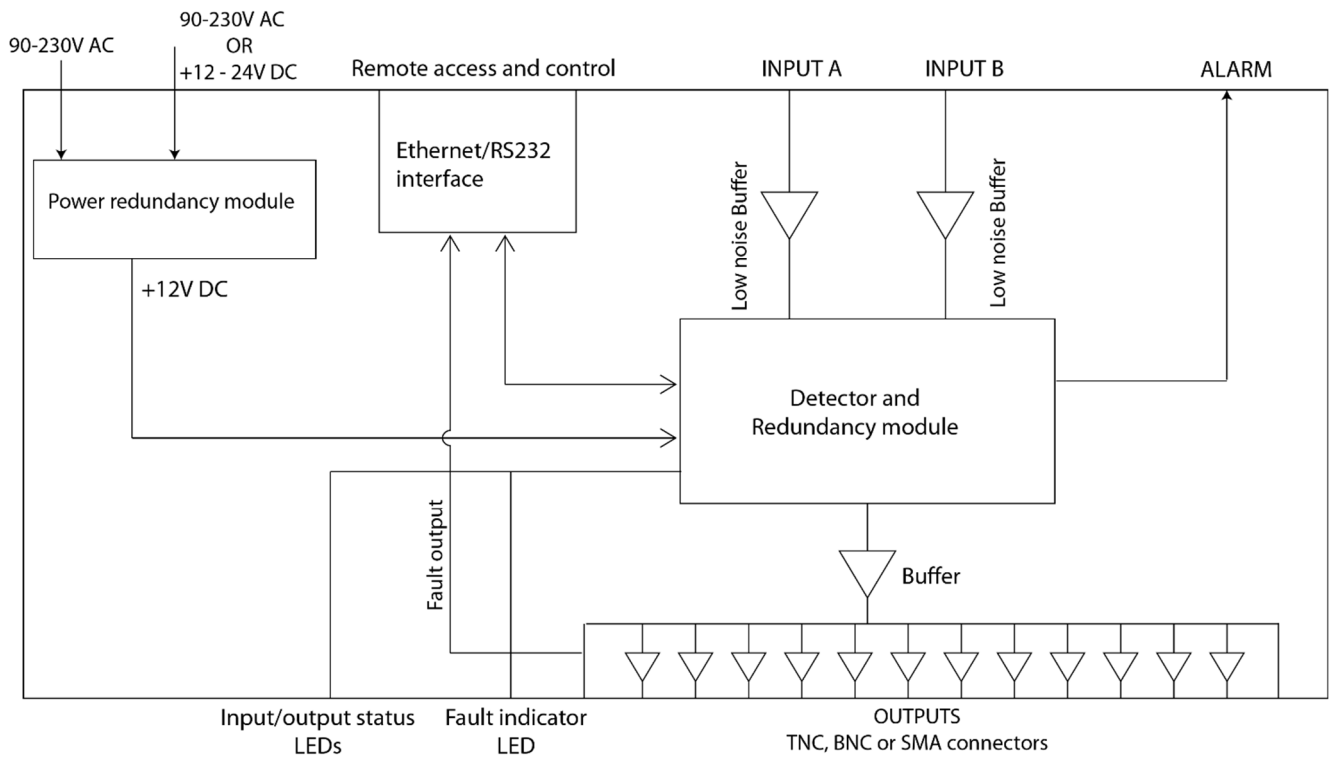 90-230V AC
90-230V AC
OR
+12 - 24V DC
Remote access and control
INPUT A
INPUT B
ALARM
Ethernet/RS232
interface
Power redundancy module
Low noise Buffer
Low noise Buffer
+12V DC
Detector and
Redundancy module
Fault output
Buffer
Input/output status
LEDs
Fault indicator
LED
OUTPUTS
TNC, BNC or SMA connectors